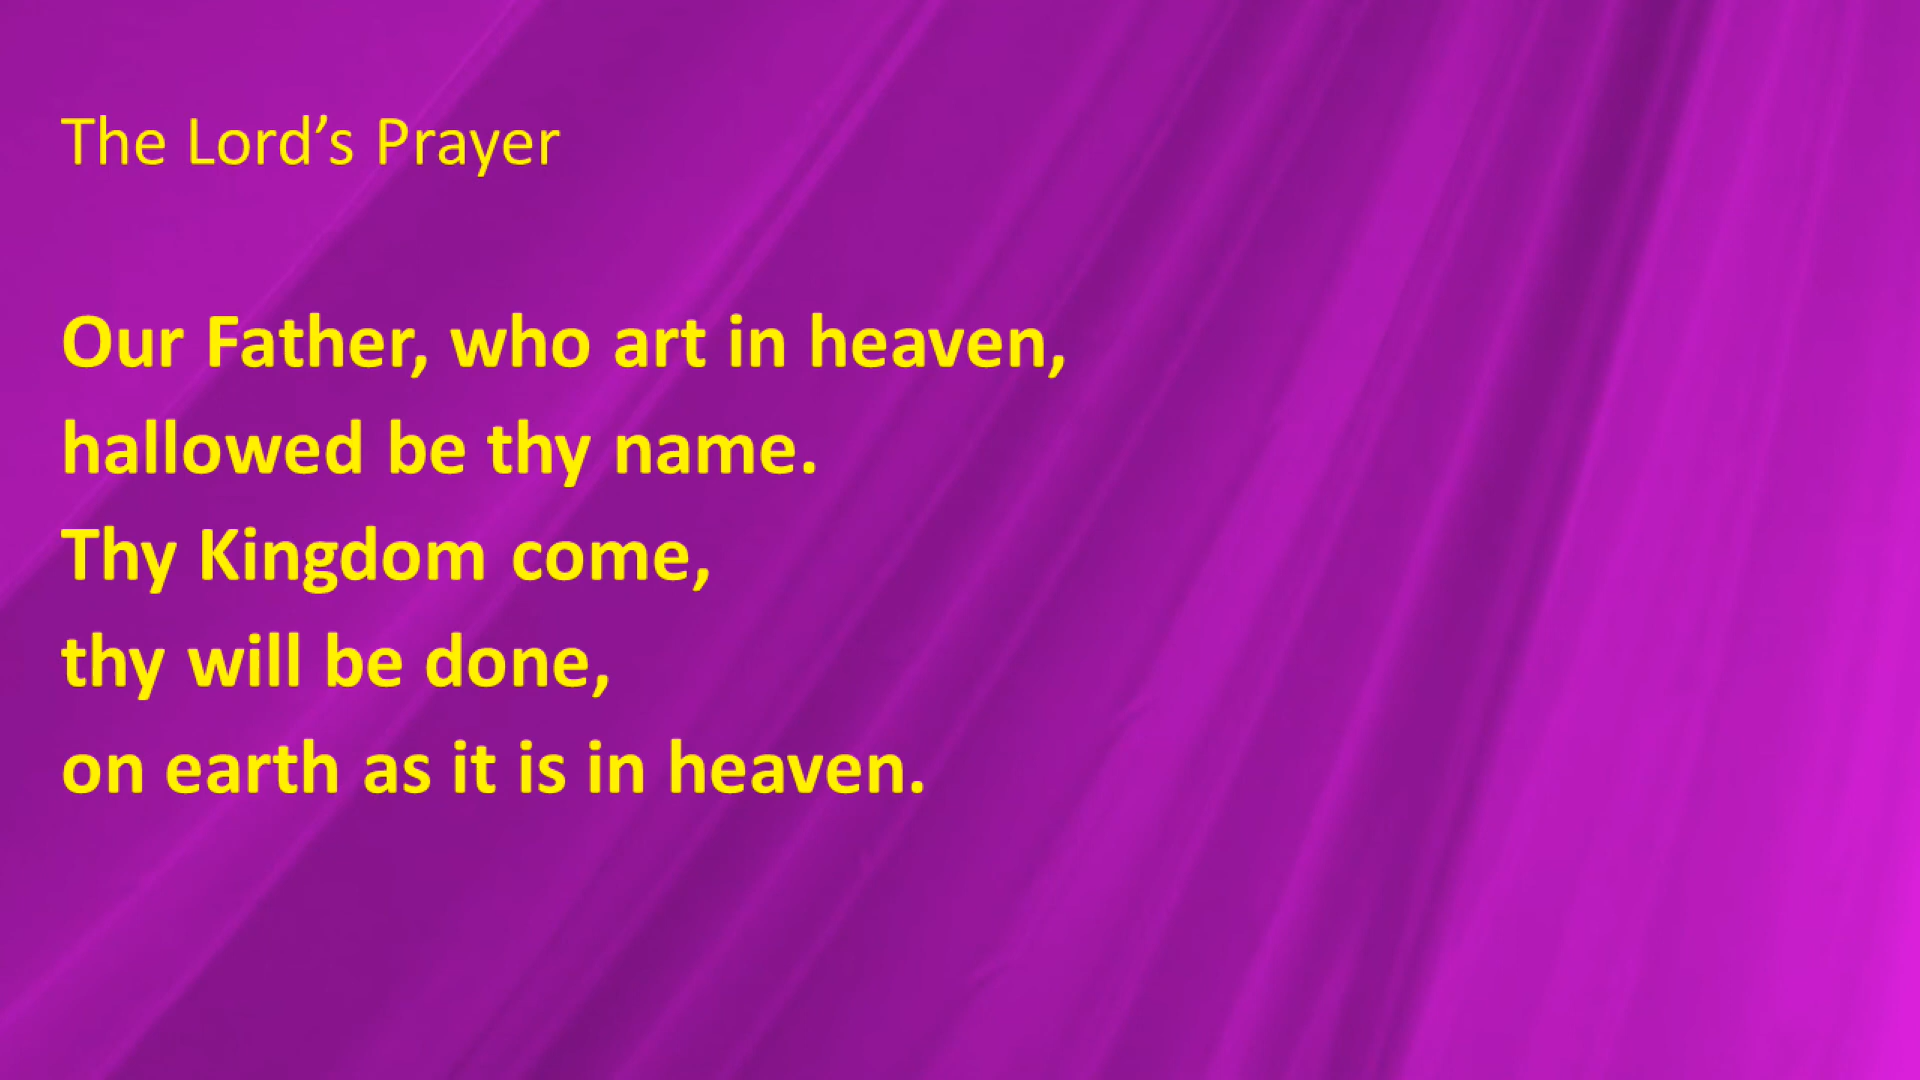 The Lord’s Prayer
Our Father, who art in heaven,
hallowed be thy name.
Thy Kingdom come,
thy will be done,
on earth as it is in heaven.